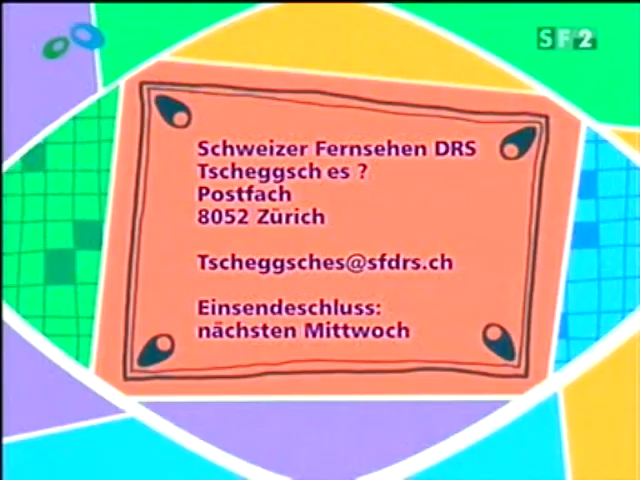 SF2
Schweizer Fernsehen DRS
Tscheggsch es ?
Postfach
8052 Zürich
Tscheggsches@sfdrs.ch
Einsendeschluss:
nächsten Mittwoch